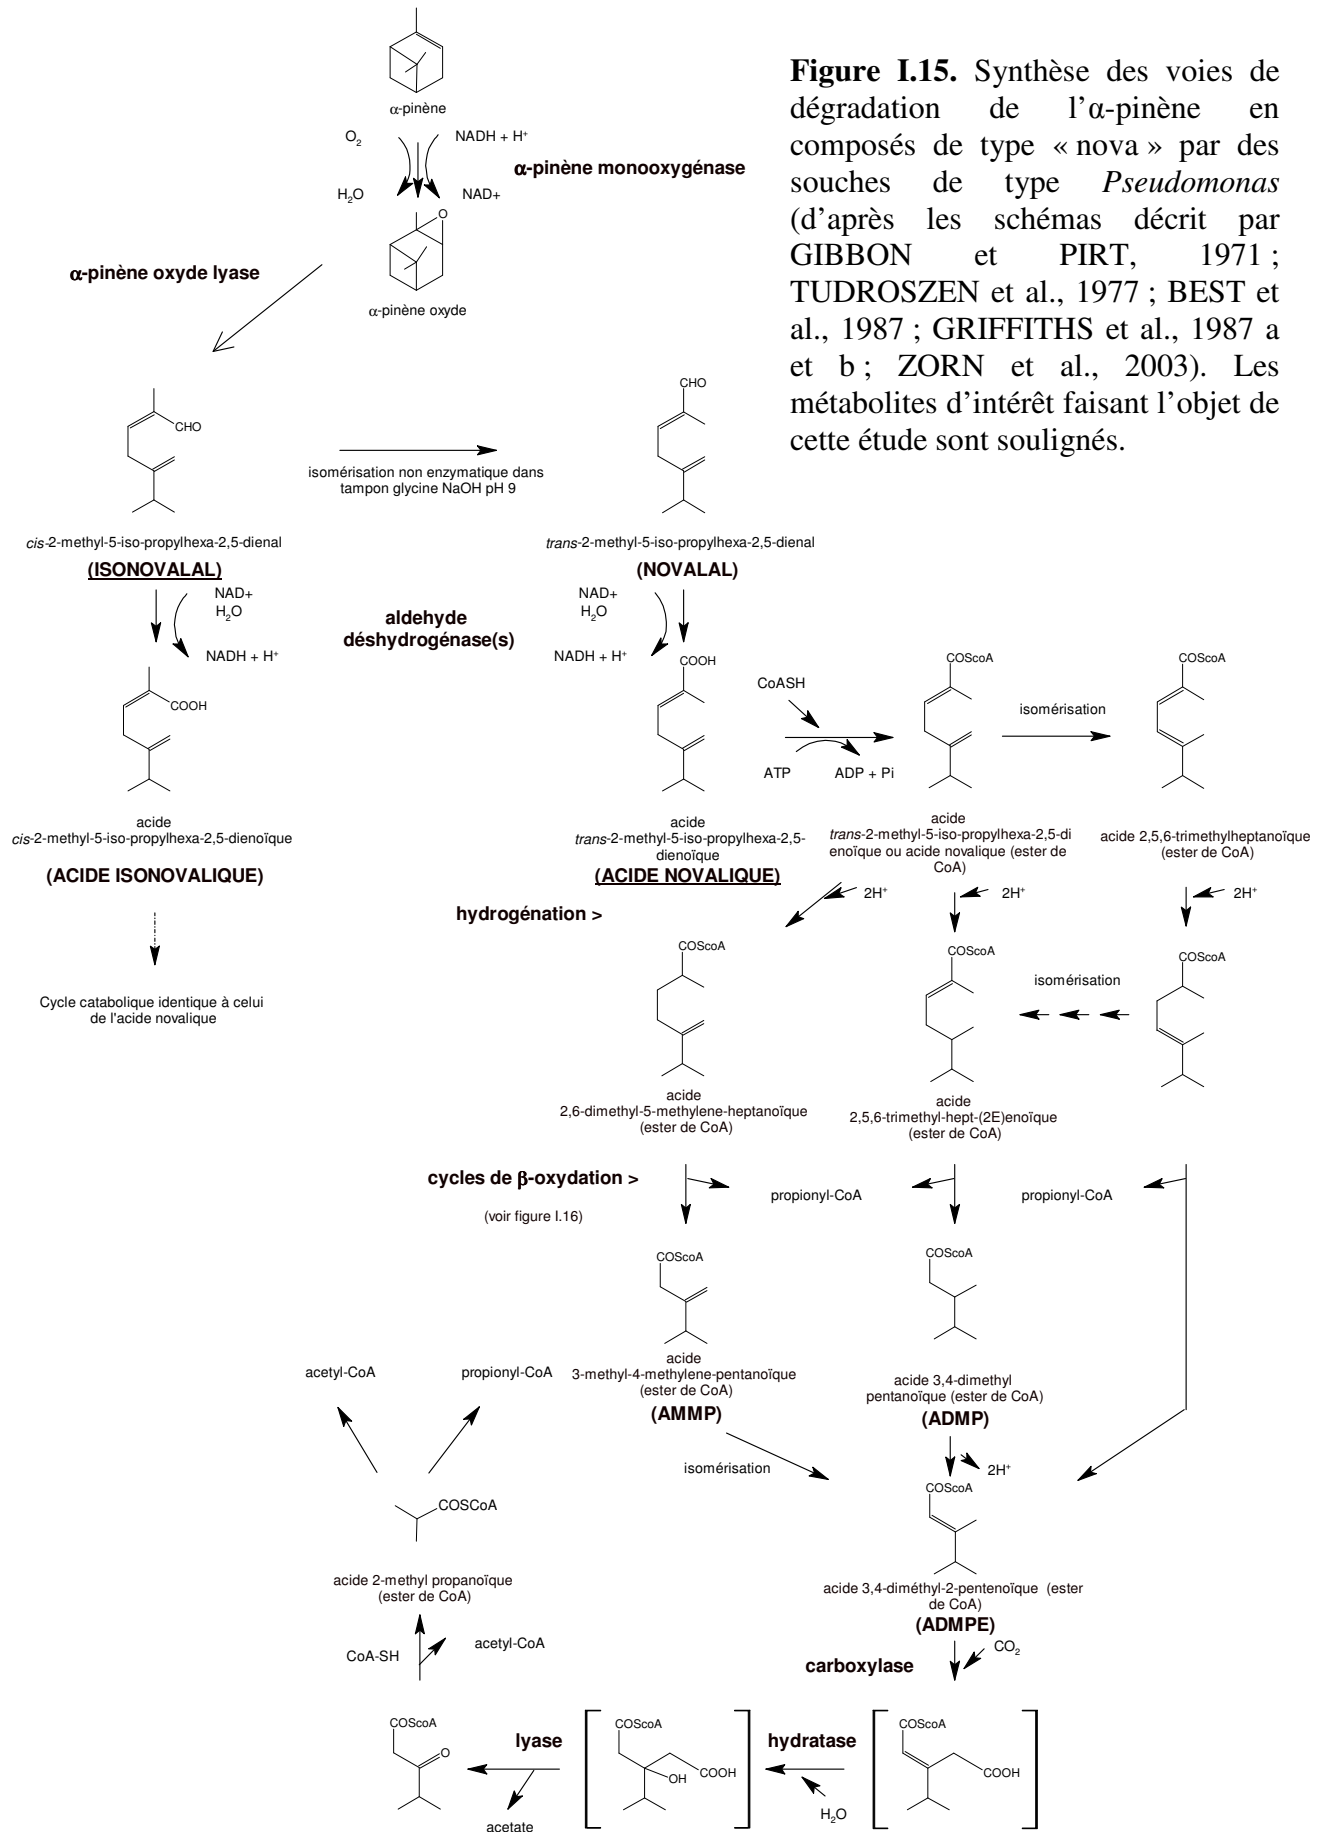 α-pinène
O2
NADH + H+
α-pinène monooxygénase
H2O
NAD+
O
α-pinène oxyde lyase
α-pinène oxyde
Figure I.15. Synthèse des voies de
dégradation de l'α-pinène en
composés de type « nova » par des
souches de type Pseudomonas
(d'après les schémas décrit par
GIBBON et PIRT, 1971 ;
TUDROSZEN et al., 1977 ; BEST et
al., 1987 ; GRIFFITHS et al., 1987 a
et b ; ZORN et al., 2003). Les
métabolites d'intérêt faisant l'objet de
cette étude sont soulignés.
CHO
CHO
isomérisation non enzymatique dans
tampon glycine NaOH pH 9
cis-2-methyl-5-iso-propylhexa-2,5-dienal
(ISONOVALAL)
trans-2-methyl-5-iso-propylhexa-2,5-dienal
(NOVALAL)
NAD+
H2O
NADH + H+
aldehyde
déshydrogénase(s)
NAD+
H2O
NADH + H+
COOH
COOH
CoASH
ATP
ADP + Pi
COScoA
isomérisation
COScoA
acide
cis-2-methyl-5-iso-propylhexa-2,5-dienoïque
(ACIDE ISONOVALIQUE)
acide
trans-2-methyl-5-iso-propylhexa-2,5-
dienoïque
(ACIDE NOVALIQUE)
acide
trans-2-methyl-5-iso-propylhexa-2,5-di
enoïque ou acide novalique (ester de
CoA)
acide 2,5,6-trimethylheptanoïque
(ester de CoA)
hydrogénation >
2H+
2H+
2H+
Cycle catabolique identique à celui
de l'acide novalique
COScoA
COScoA
isomérisation
COScoA
acide
2,6-dimethyl-5-methylene-heptanoïque
(ester de CoA)
acide
2,5,6-trimethyl-hept-(2E)enoïque
(ester de CoA)
cycles de β-oxydation >
(voir figure I.16)
propionyl-CoA
propionyl-CoA
COScoA
COScoA
acide
3-methyl-4-methylene-pentanoïque
(ester de CoA)
(AMMP)
acide 3,4-dimethyl
pentanoïque (ester de CoA)
(ADMP)
acetyl-CoA
propionyl-CoA
isomérisation
2H+
COScoA
COSCoA
acide 2-methyl propanoïque
(ester de CoA)
acide 3,4-diméthyl-2-pentenoïque (ester
de CoA)
(ADMPE)
CoA-SH
acetyl-CoA
carboxylase
CO2
COScoA
O
lyase
acetate
COScoA
OH
COOH
hydratase
H2O
COScoA
COOH